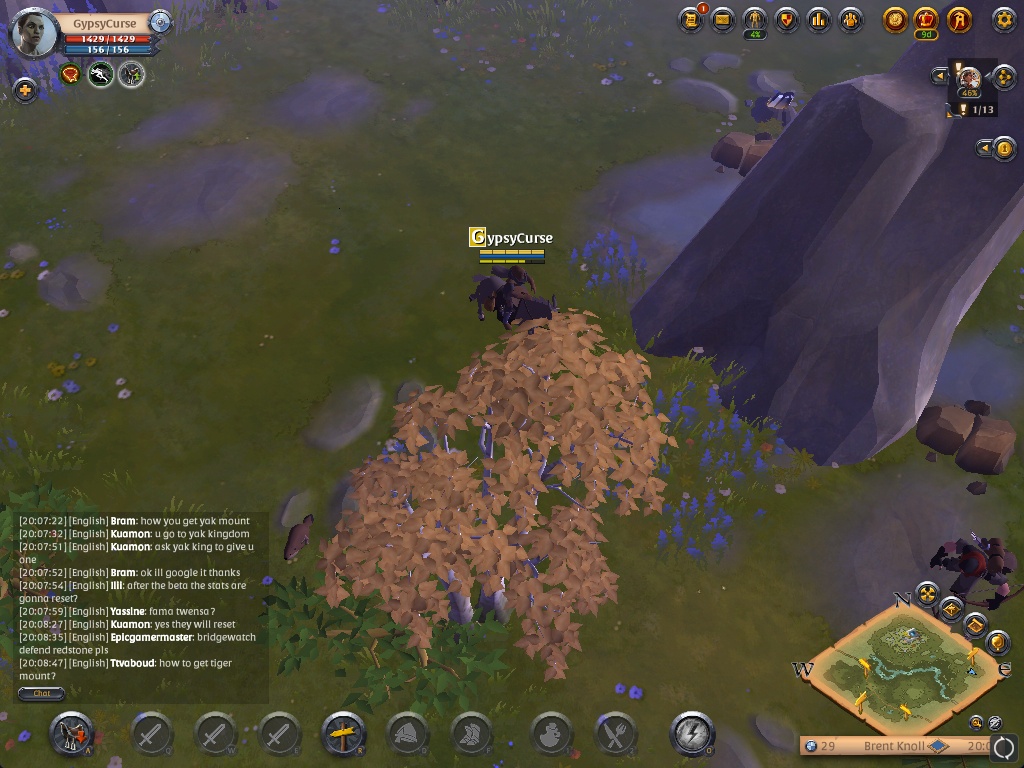 GypsyCurse
1429 / 1429
156 / 156
1
4%
9d
46%
1/13
GypsyCurse
[20:07:22] [English] Bram: how you get yak mount
[20:07:32] [English] Kuamon: u go to yak kingdom
[20:07:51] [English] Kuamon: ask yak king to give u
one
[20:07:52] [English] Bram: ok ill google it thanks
[20:07:54] [English] Illi: after the beta the stats are
gonna reset?
[20:07:59] [English] Yassine: fama twensa ?
[20:08:27] [English] Kuamon: yes they will reset
[20:08:35] [English] Epicgamermaster: bridgewatch
defend redstone pls
[20:08:47] [English] Ttvaboud: how to get tiger
mount?
Chat
A
Q
W
E
R
D
F
N
W
E
29
Brent Knoll